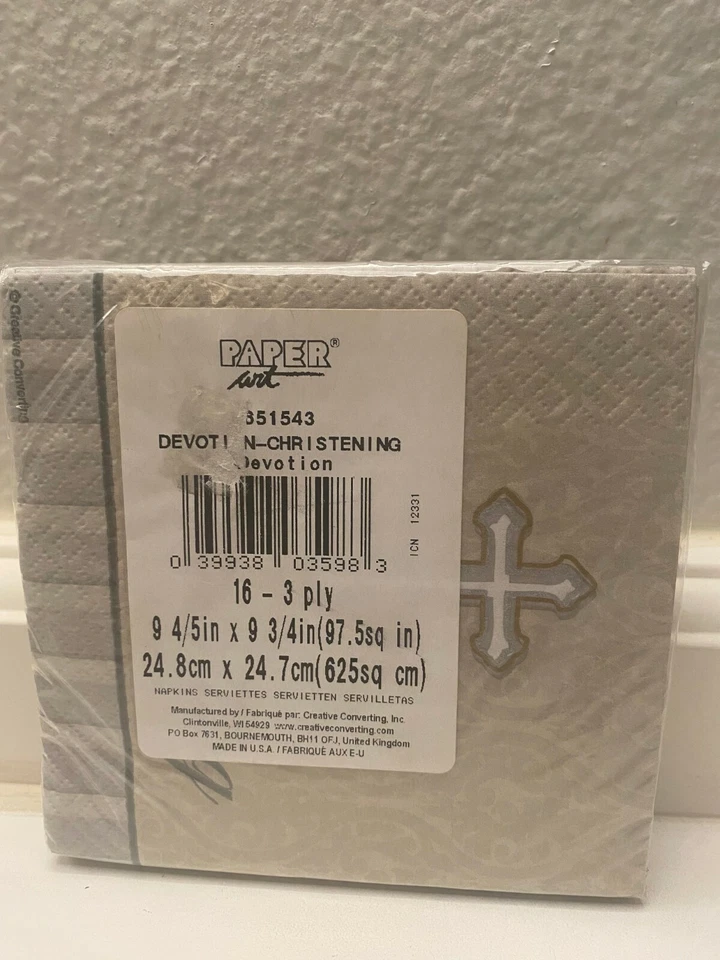 © Creative Converting
PAPER®
art
651543
DEVOTI N-CHRISTENING
Devotion
ICN 12331
0 39938 03598 3
16 - 3 ply
9 4/5in x 9 3/4in(97.5sq in)
24.8cm x 24.7cm(625sq cm)
NAPKINS SERVIETTES SERVIETTEN SERVILLETAS
Manufactured by / Fabriqué par: Creative Converting, Inc.
Clintonville, WI 54929 www.creativeconverting.com
PO Box 7631, BOURNEMOUTH, BH11 OFJ, United Kingdom
MADE IN U.S.A. / FABRIQUÉ AUX E-U